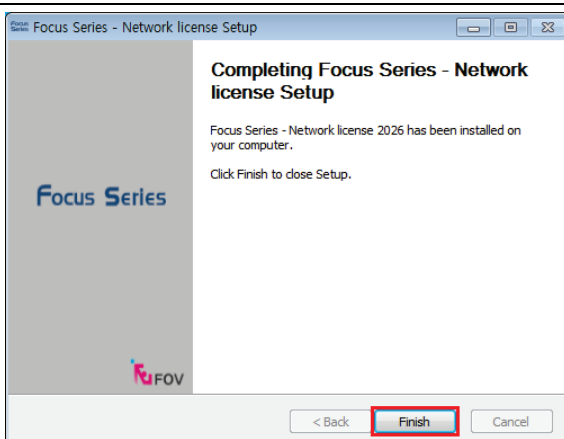 Focus Series - Network license Setup
Completing Focus Series - Network
license Setup
Focus Series - Network license 2026 has been installed on
your computer.
Click Finish to close Setup.
Focus Series
FOV
< Back
Finish
Cancel